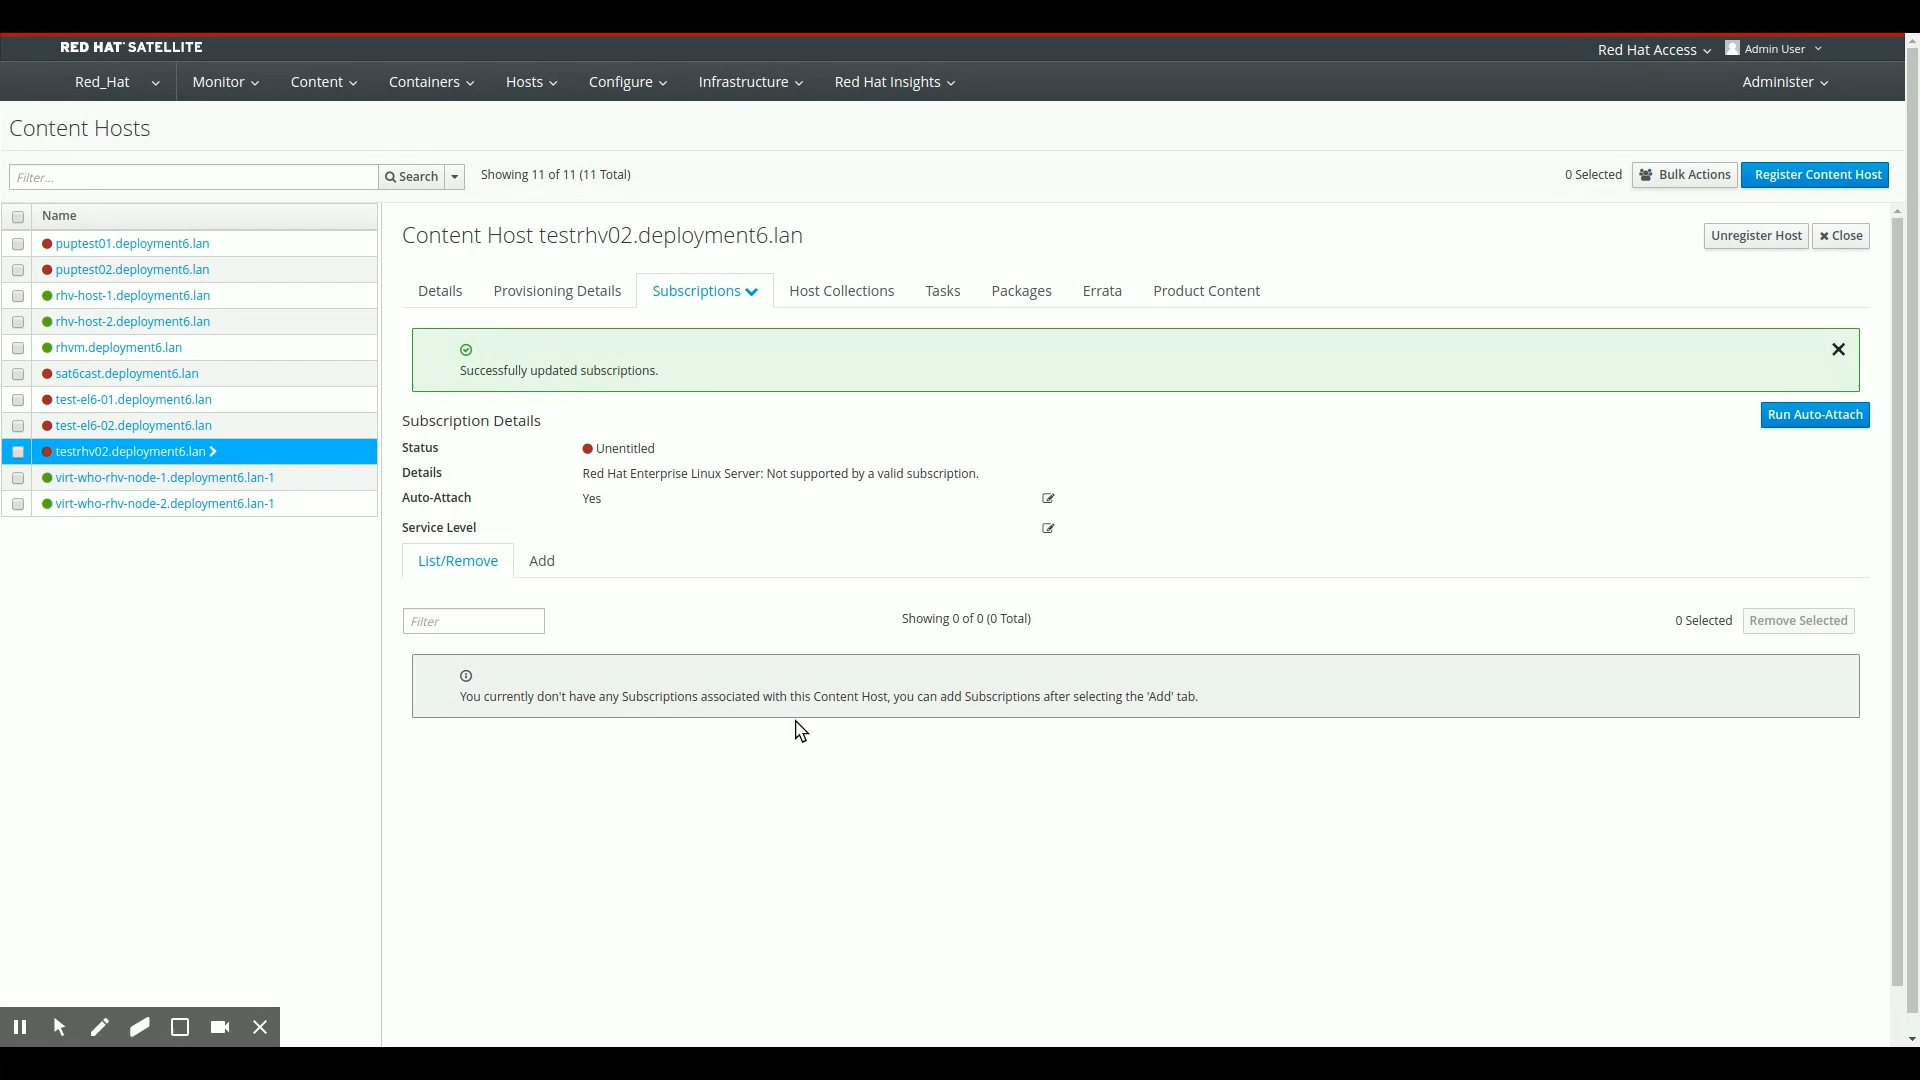 RED HAT SATELLITE
Red Hat Access Admin User
Red_Hat Monitor Content Containers Hosts Configure Infrastructure Red Hat Insights Administer
Content Hosts
Filter... Search Showing 11 of 11 (11 Total) 0 Selected Bulk Actions Register Content Host
Name
puptest01.deployment6.lan
puptest02.deployment6.lan
rhv-host-1.deployment6.lan
rhv-host-2.deployment6.lan
rhvm.deployment6.lan
sat6cast.deployment6.lan
test-el6-01.deployment6.lan
test-el6-02.deployment6.lan
testrhv02.deployment6.lan
virt-who-rhv-node-1.deployment6.lan-1
virt-who-rhv-node-2.deployment6.lan-1
Content Host testrhv02.deployment6.lan Unregister Host Close
Details Provisioning Details Subscriptions Host Collections Tasks Packages Errata Product Content
Successfully updated subscriptions.
Subscription Details Run Auto-Attach
Status Unentitled
Details Red Hat Enterprise Linux Server: Not supported by a valid subscription.
Auto-Attach Yes
Service Level
List/Remove Add
Filter Showing 0 of 0 (0 Total) 0 Selected Remove Selected
You currently don't have any Subscriptions associated with this Content Host, you can add Subscriptions after selecting the 'Add' tab.